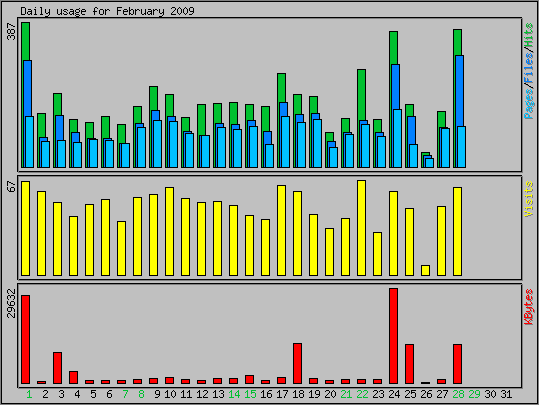 Daily usage for February 2009
387
Pages/Files/Hits
67
Visits
29632
KBytes
1 2 3 4 5 6 7 8 9 10 11 12 13 14 15 16 17 18 19 20 21 22 23 24 25 26 27 28 29 30 31